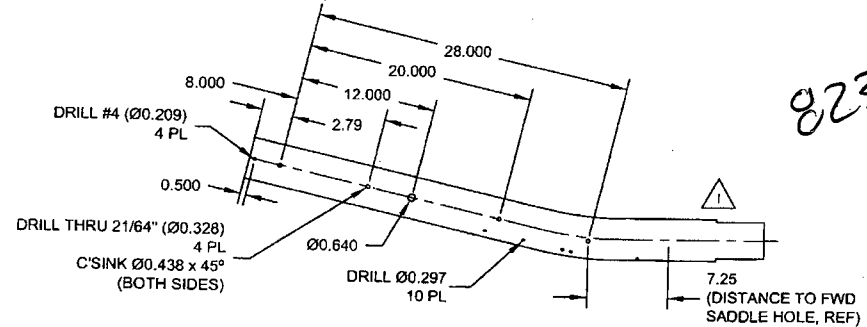 28.000
20.000
8.000
12.000
2.79
DRILL #4 (Ø0.209)
4 PL
0.500
DRILL THRU 21/64" (Ø0.328)
4 PL
C'SINK Ø0.438 x 45º
(BOTH SIDES)
Ø0.640
DRILL Ø0.297
10 PL
1
7.25
(DISTANCE TO FWD
SADDLE HOLE, REF)